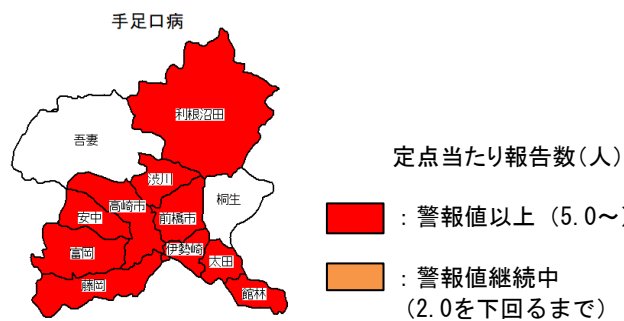 手足口病
利根沼田
吾妻
渋川
桐生
高崎市
安中
前橋市
伊勢崎
富岡
太田
藤岡
館林
定点当たり報告数(人)
：警報値以上（5.0～）
：警報値継続中
(2.0を下回るまで)